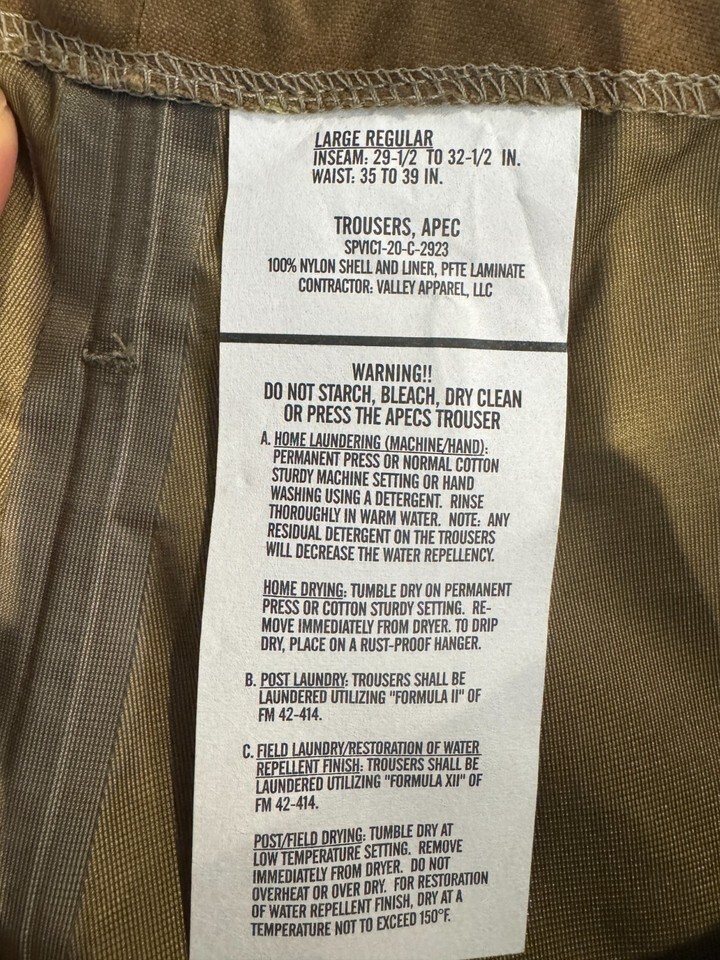 LARGE REGULAR
INSEAM: 29-1/2 TO 32-1/2 IN.
WAIST: 35 TO 39 IN.
TROUSERS, APEC
SPV1C1-20-C-2923
100% NYLON SHELL AND LINER, PFTE LAMINATE
CONTRACTOR: VALLEY APPAREL, LLC
WARNING!!
DO NOT STARCH, BLEACH, DRY CLEAN
OR PRESS THE APECS TROUSER
A. HOME LAUNDERING (MACHINE/HAND):
PERMANENT PRESS OR NORMAL COTTON
STURDY MACHINE SETTING OR HAND
WASHING USING A DETERGENT. RINSE
THOROUGHLY IN WARM WATER. NOTE: ANY
RESIDUAL DETERGENT ON THE TROUSERS
WILL DECREASE THE WATER REPELLENCY.
HOME DRYING: TUMBLE DRY ON PERMANENT
PRESS OR COTTON STURDY SETTING. RE-
MOVE IMMEDIATELY FROM DRYER. TO DRIP
DRY, PLACE ON A RUST-PROOF HANGER.
B. POST LAUNDRY: TROUSERS SHALL BE
LAUNDERED UTILIZING "FORMULA II" OF
FM 42-414.
C. FIELD LAUNDRY/RESTORATION OF WATER
REPELLENT FINISH: TROUSERS SHALL BE
LAUNDERED UTILIZING "FORMULA XII" OF
FM 42-414.
POST/FIELD DRYING: TUMBLE DRY AT
LOW TEMPERATURE SETTING. REMOVE
IMMEDIATELY FROM DRYER. DO NOT
OVERHEAT OR OVER DRY. FOR RESTORATION
OF WATER REPELLENT FINISH, DRY AT A
TEMPERATURE NOT TO EXCEED 150°F.